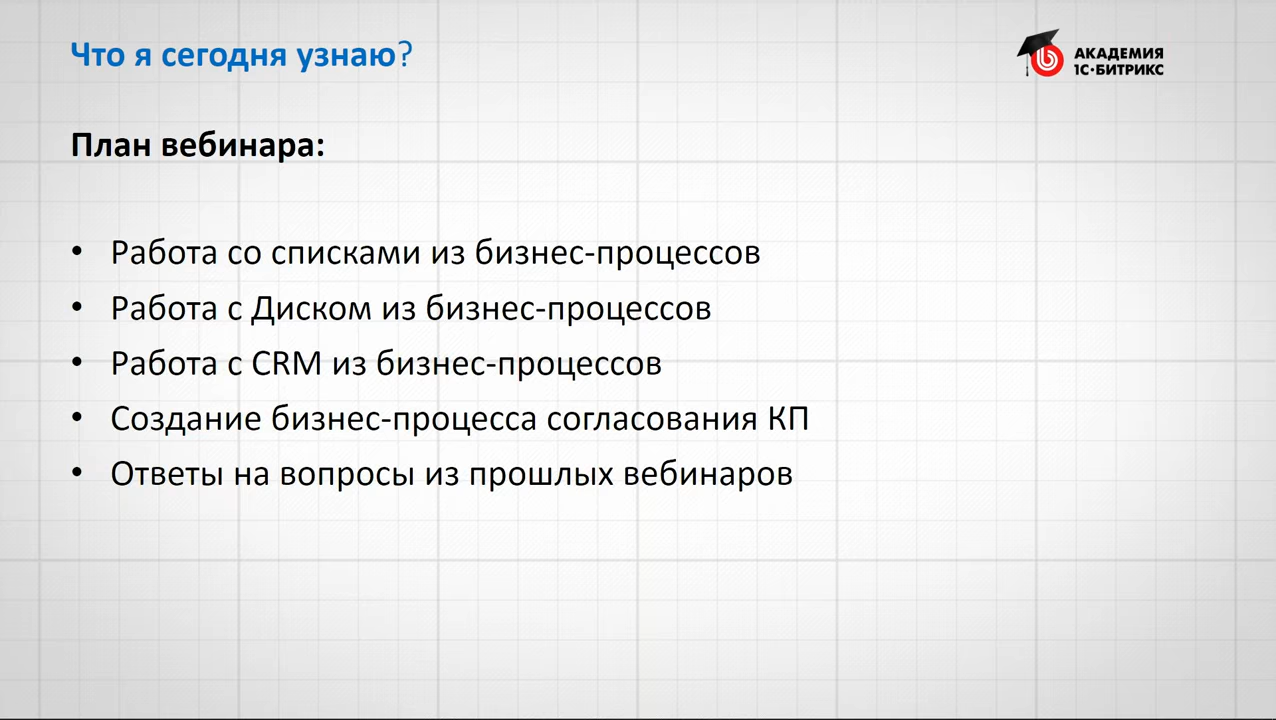 Что я сегодня узнаю?
АКАДЕМИЯ
1С·БИТРИКС
План вебинара:
• Работа со списками из бизнес-процессов
• Работа с Диском из бизнес-процессов
• Работа с CRM из бизнес-процессов
• Создание бизнес-процесса согласования КП
• Ответы на вопросы из прошлых вебинаров